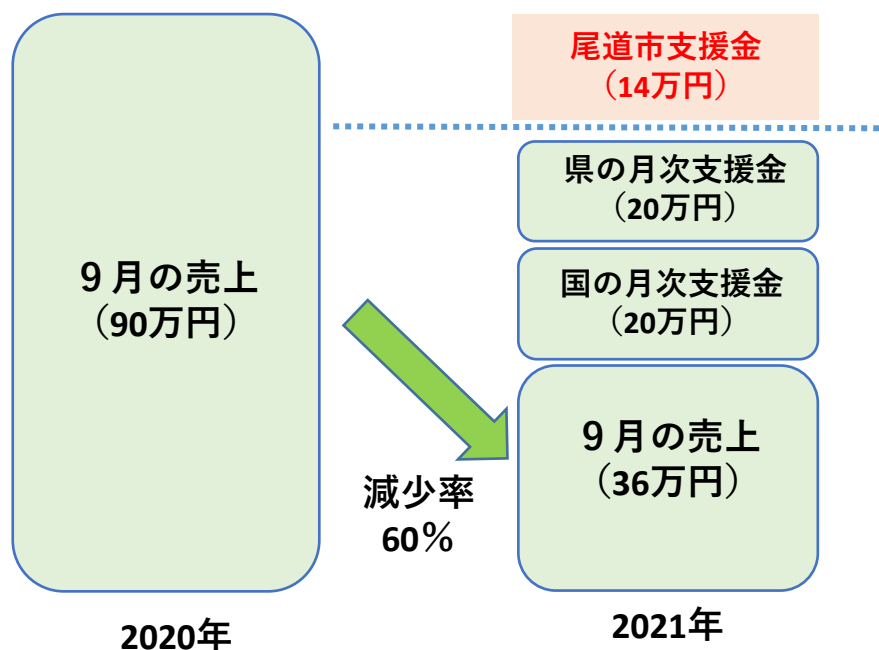 ９月の売上
（90万円）
2020年
減少率
60％
尾道市支援金
（14万円）
県の月次支援金
（20万円）
国の月次支援金
（20万円）
９月の売上
（36万円）
2021年